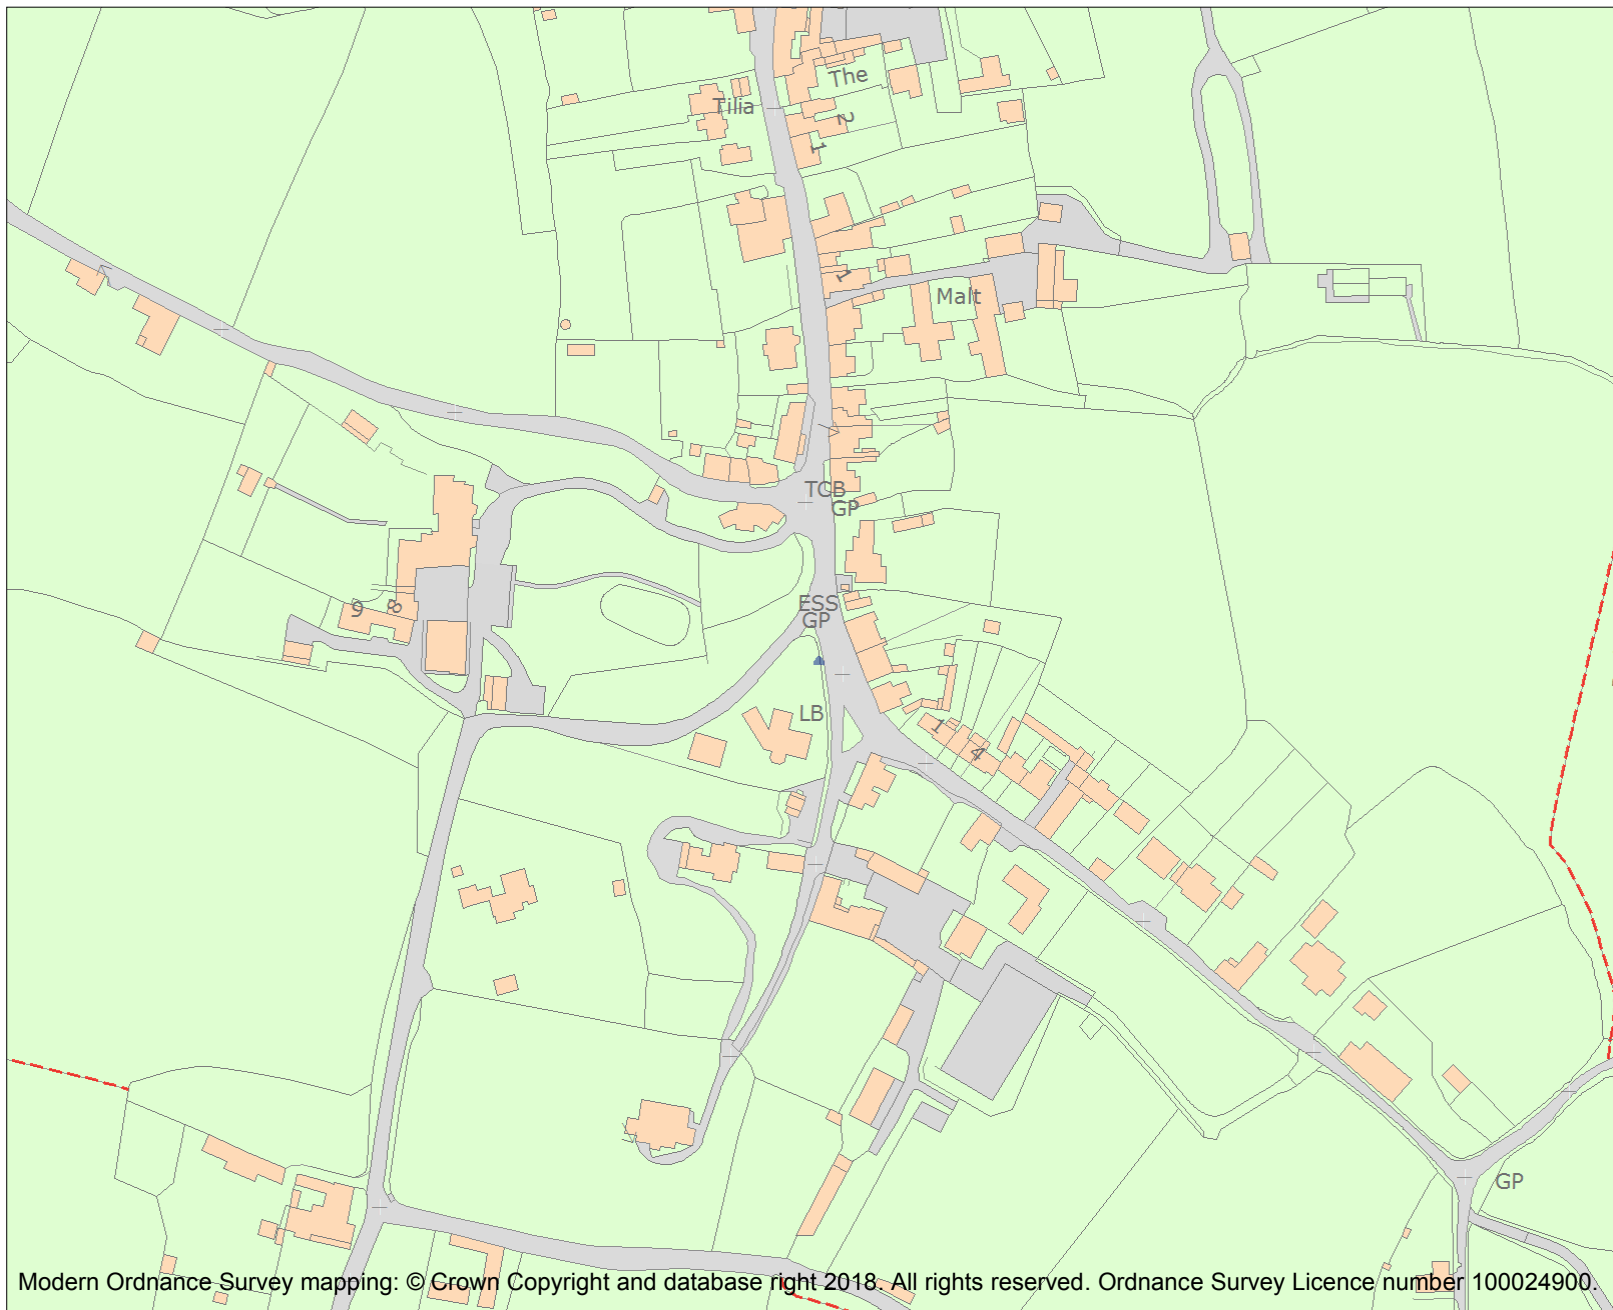 The
Tilia
2
1
1
Malt
TCB
GP
9
8
ESS
GP
LB
1
4
GP
Modern Ordnance Survey mapping: © Crown Copyright and database right 2018. All rights reserved. Ordnance Survey Licence number 100024900.